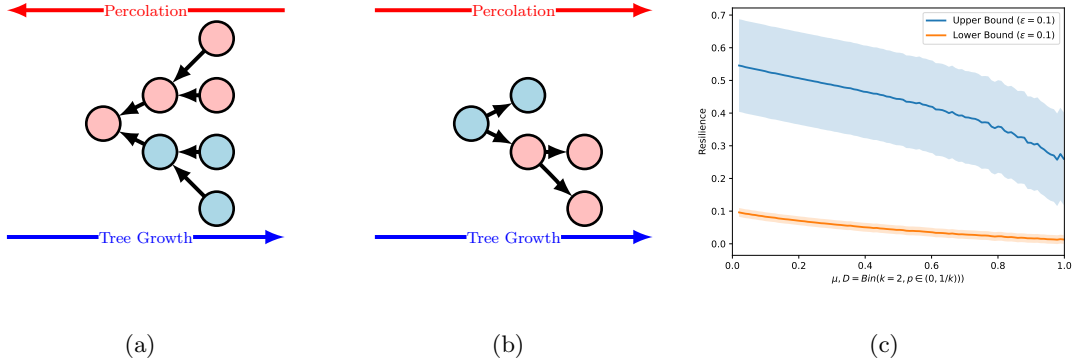 Percolation
Tree Growth
(a)
Percolation
Tree Growth
(b)
Upper Bound (ε = 0.1)
Lower Bound (ε = 0.1)
Resilience
0.7
0.6
0.5
0.4
0.3
0.2
0.1
0.0
0.0 0.2 0.4 0.6 0.8 1.0
μ, D = Bin(k = 2, p ∈ (0, 1/k)))
(c)